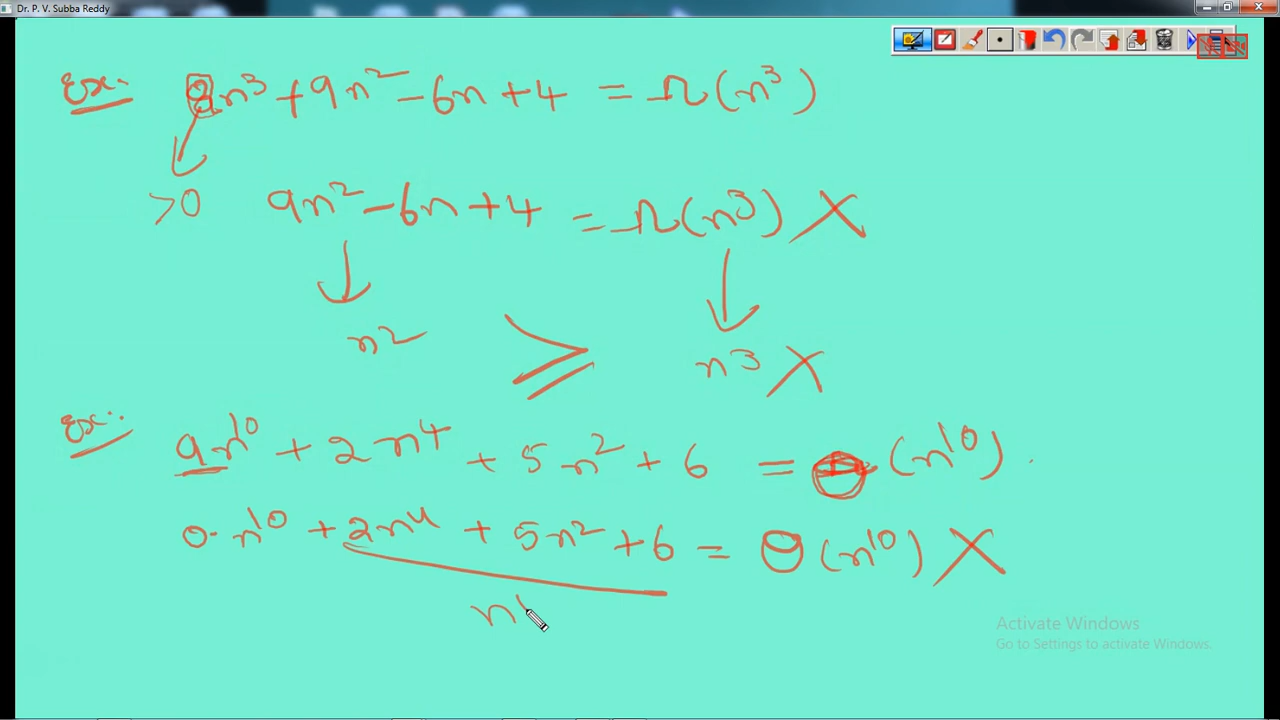 Dr. P. V. Subba Reddy
Ex:- n³ + 9n² - 6n + 4 = Ω(n³)
>0 9n² - 6n + 4 = Ω(n³) X
n² ≥ n³ X
Ex:- 9n¹⁰ + 2n⁴ + 5n² + 6 = Θ(n¹⁰).
0·n¹⁰ + 2n⁴ + 5n² + 6 = Θ(n¹⁰) X
n
Activate Windows
Go to Settings to activate Windows.